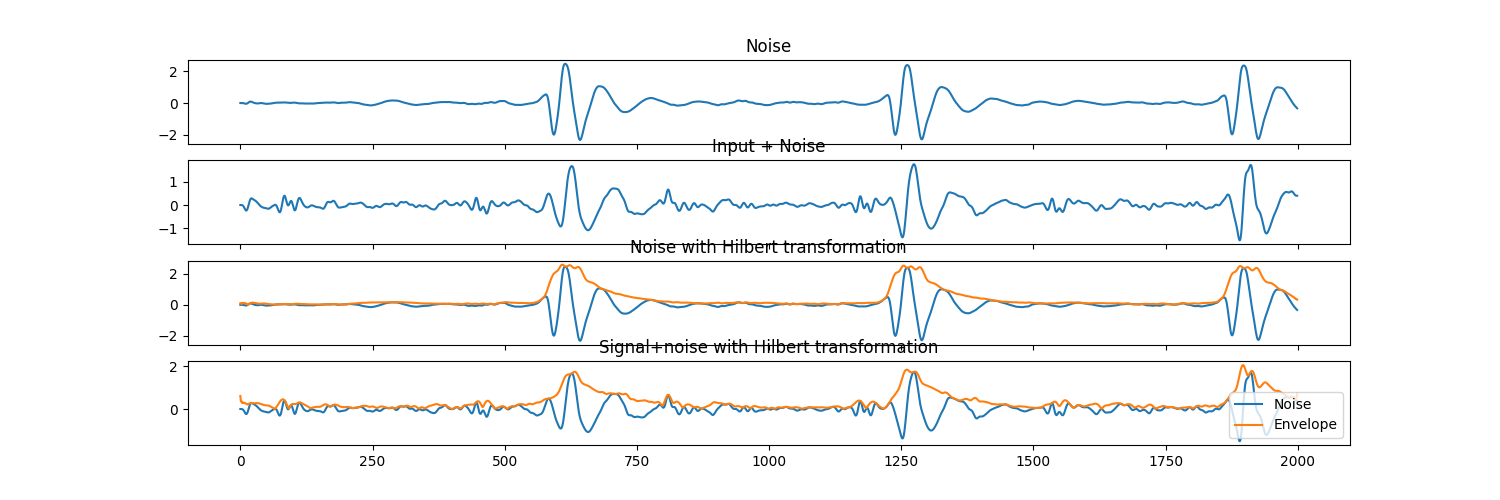 Noise
2
0
−2
Input + Noise
1
0
−1
Noise with Hilbert transformation
2
0
−2
Signal+noise with Hilbert transformation
2
0
Noise
Envelope
0 250 500 750 1000 1250 1500 1750 2000